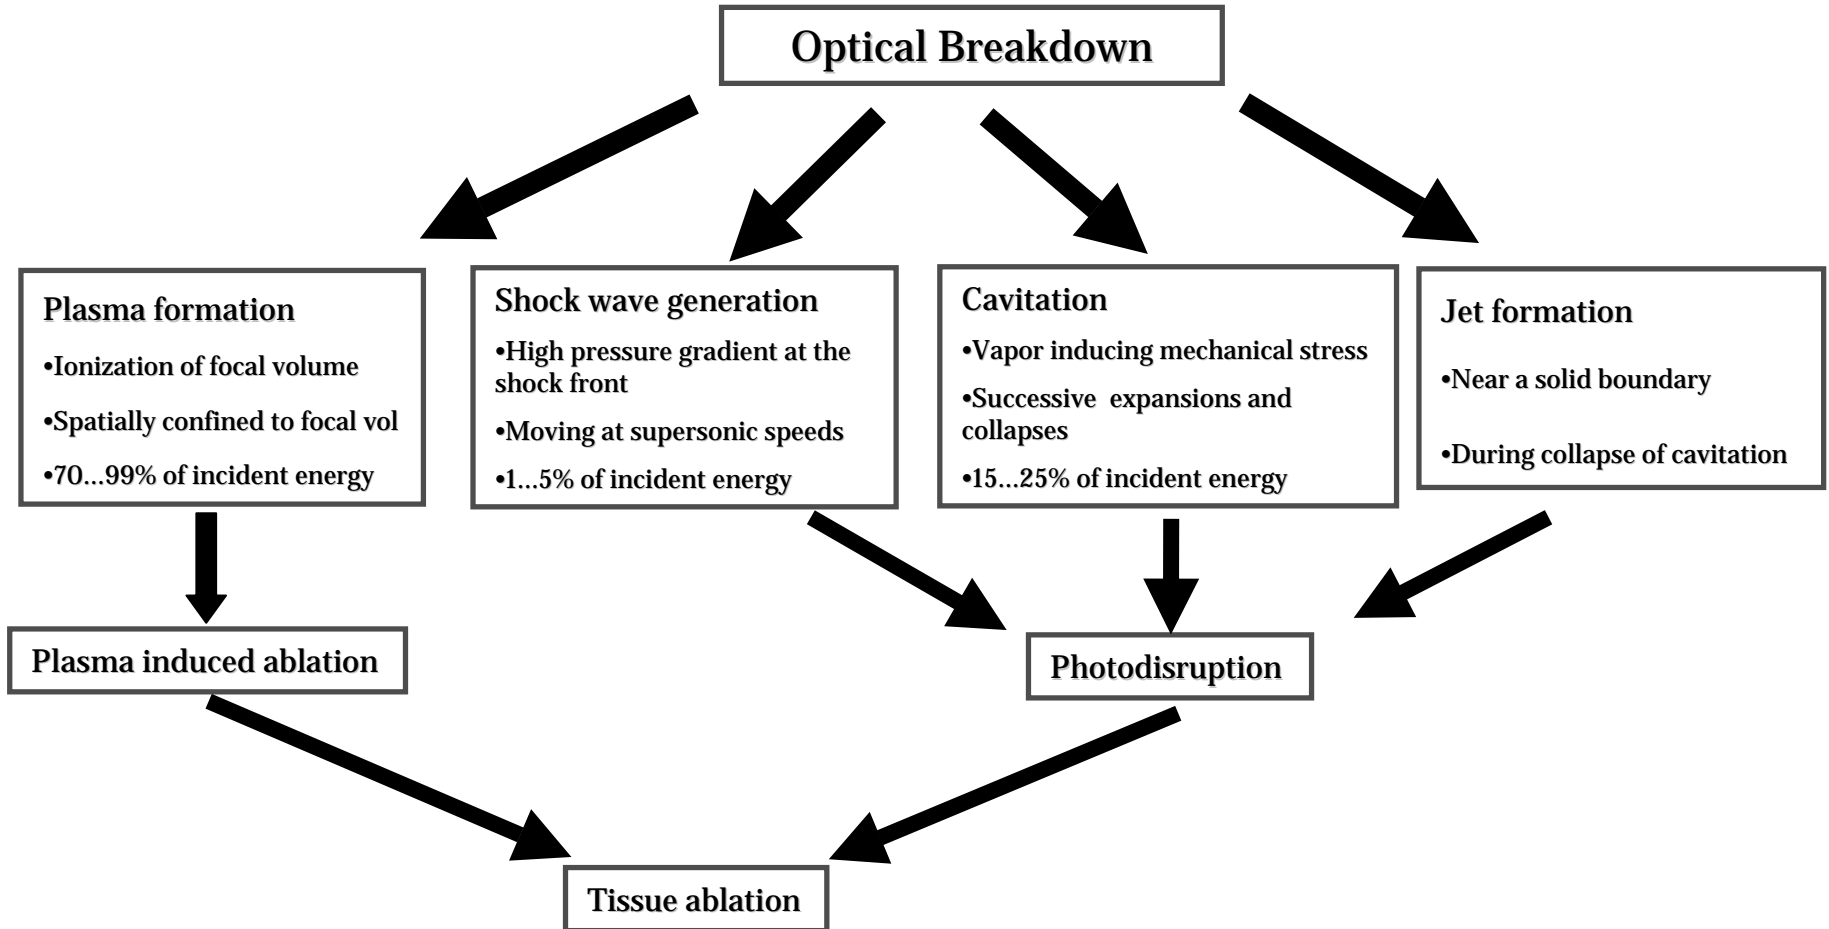 Optical Breakdown
Plasma formation
•Ionization of focal volume
•Spatially confined to focal vol
•70...99% of incident energy
Shock wave generation
•High pressure gradient at the
shock front
•Moving at supersonic speeds
•1...5% of incident energy
Cavitation
•Vapor inducing mechanical stress
•Successive expansions and
collapses
•15...25% of incident energy
Jet formation
•Near a solid boundary
•During collapse of cavitation
Plasma induced ablation
Photodisruption
Tissue ablation